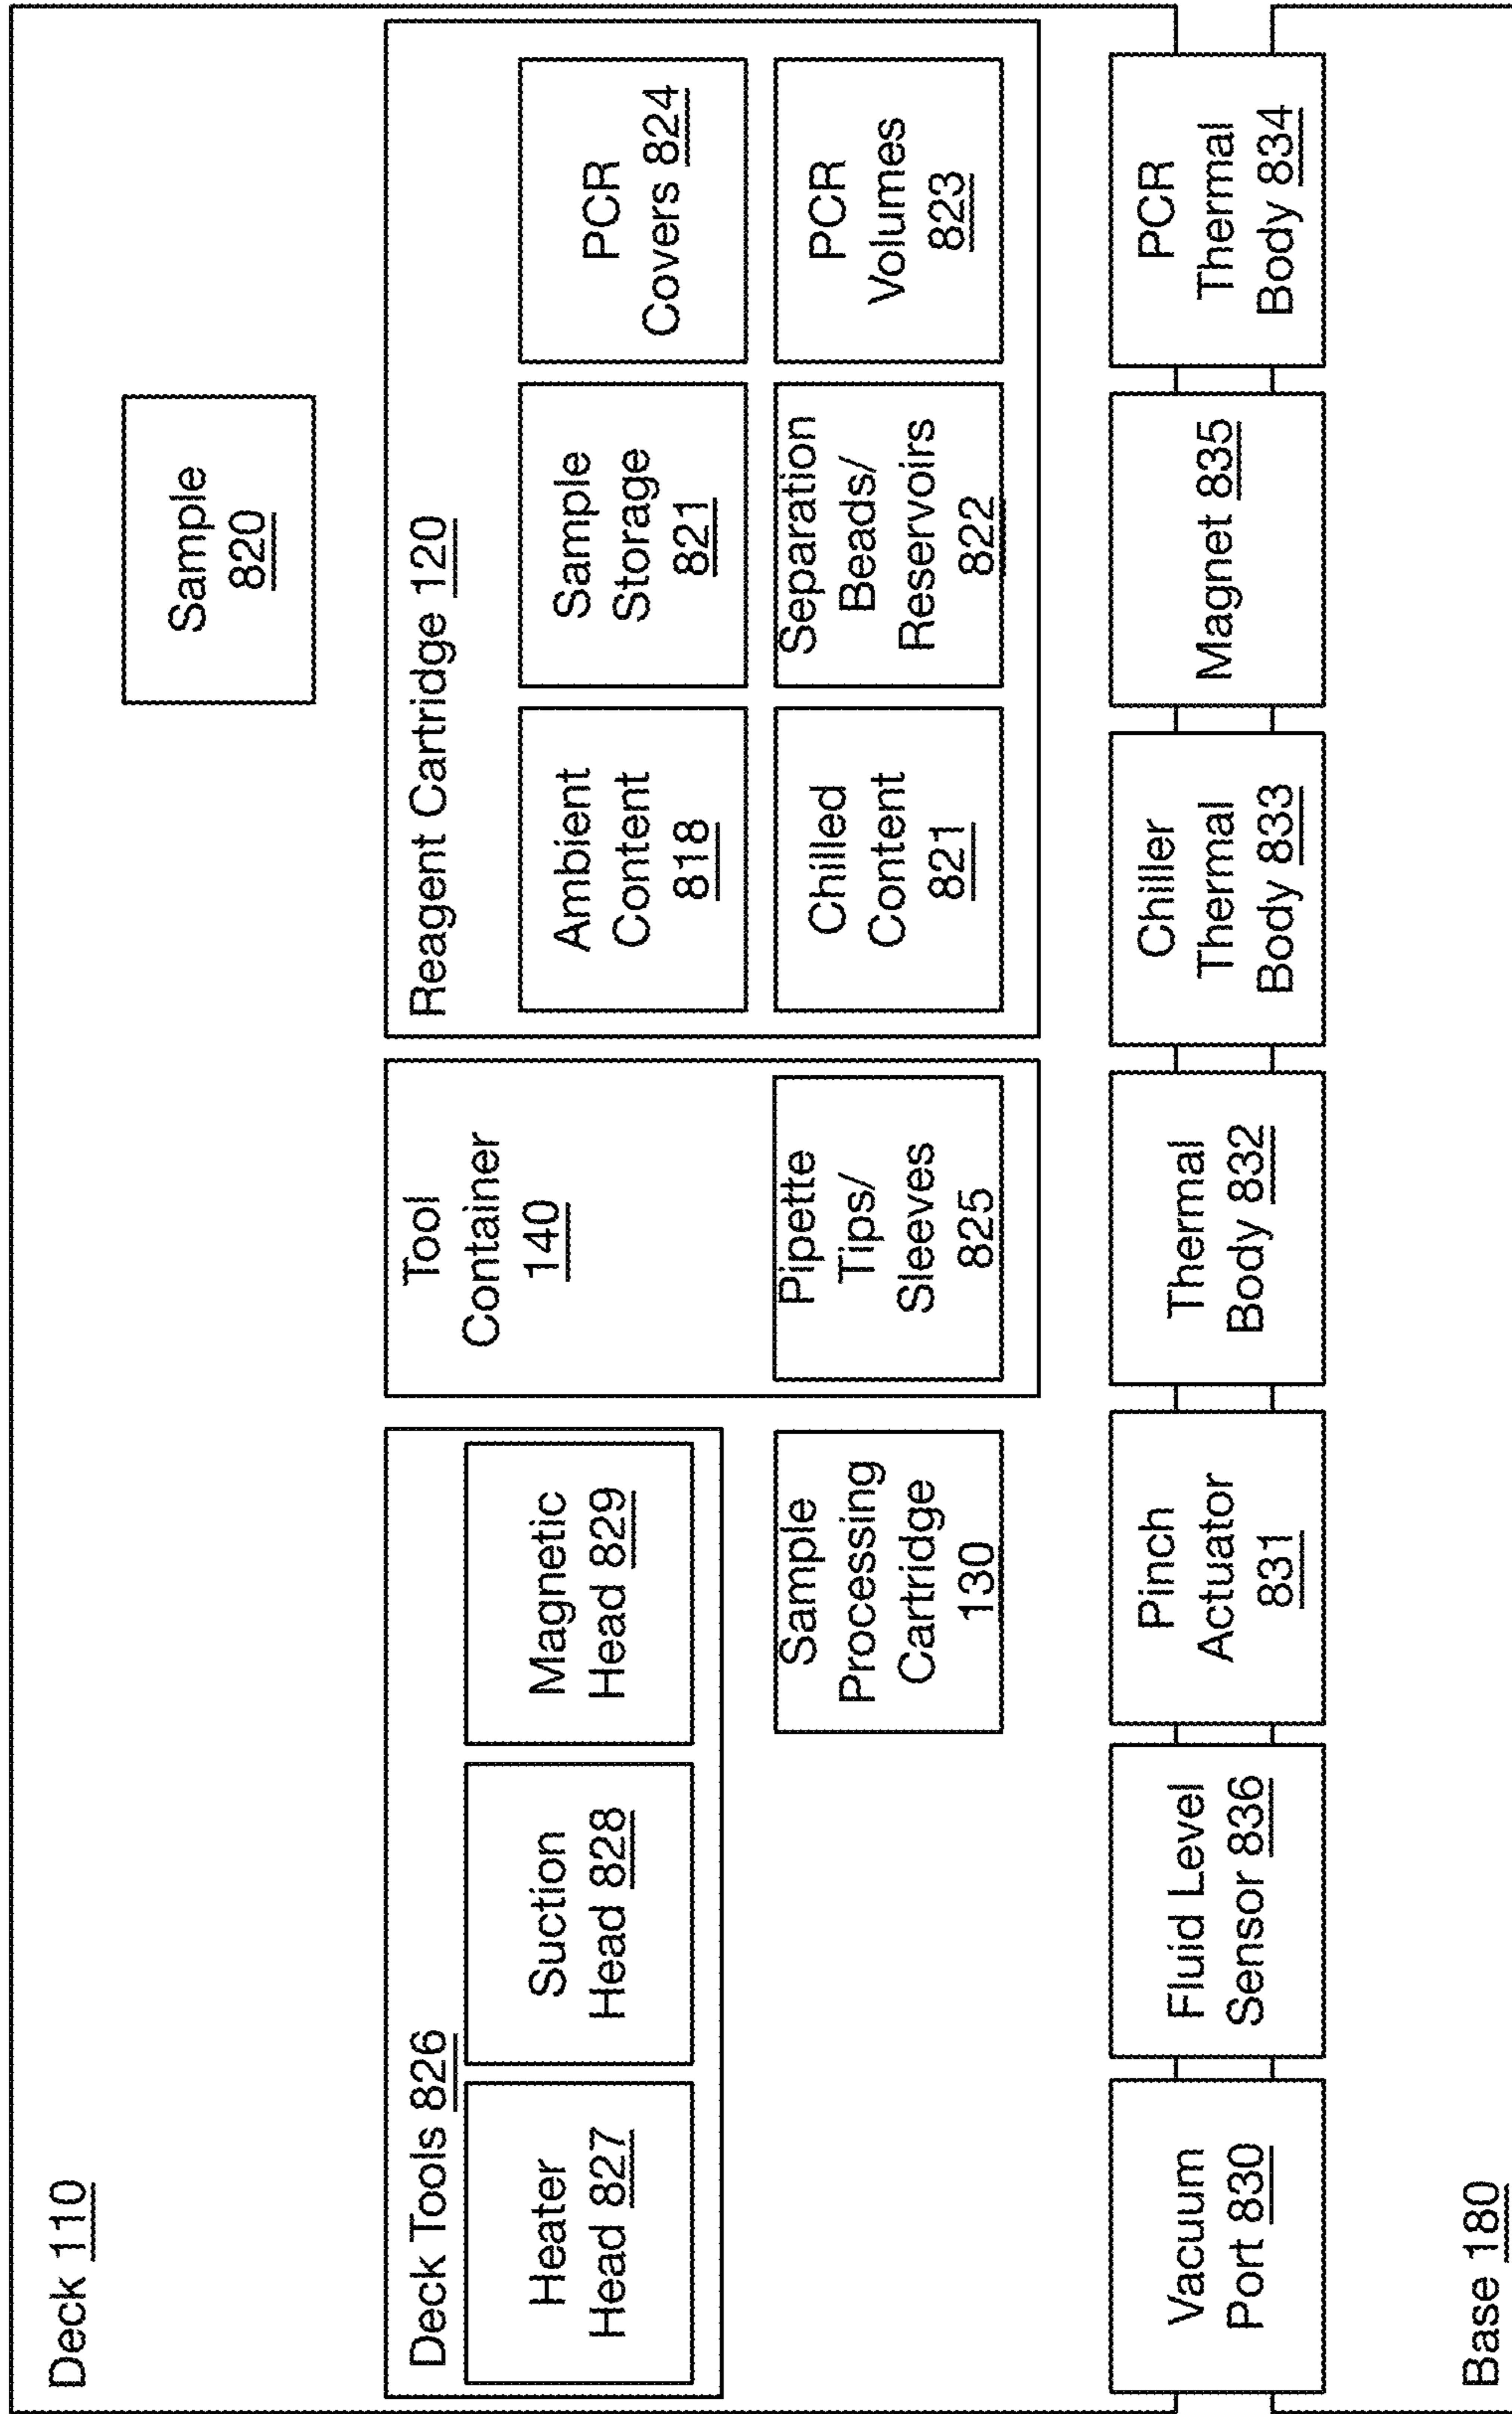 Deck 110
Sample
820
Deck Tools 826
Heater
Head 827
Suction
Head 828
Magnetic
Head 829
Sample
Processing
Cartridge
130
Tool
Container
140
Pipette
Tips/
Sleeves
825
Reagent Cartridge 120
Ambient
Content
818
Sample
Storage
821
PCR
Covers 824
Chilled
Content
821
Separation
Beads/
Reservoirs
822
PCR
Volumes
823
Vacuum
Port 830
Fluid Level
Sensor 836
Pinch
Actuator
831
Thermal
Body 832
Chiller
Thermal
Body 833
Magnet 835
PCR
Thermal
Body 834
Base 180